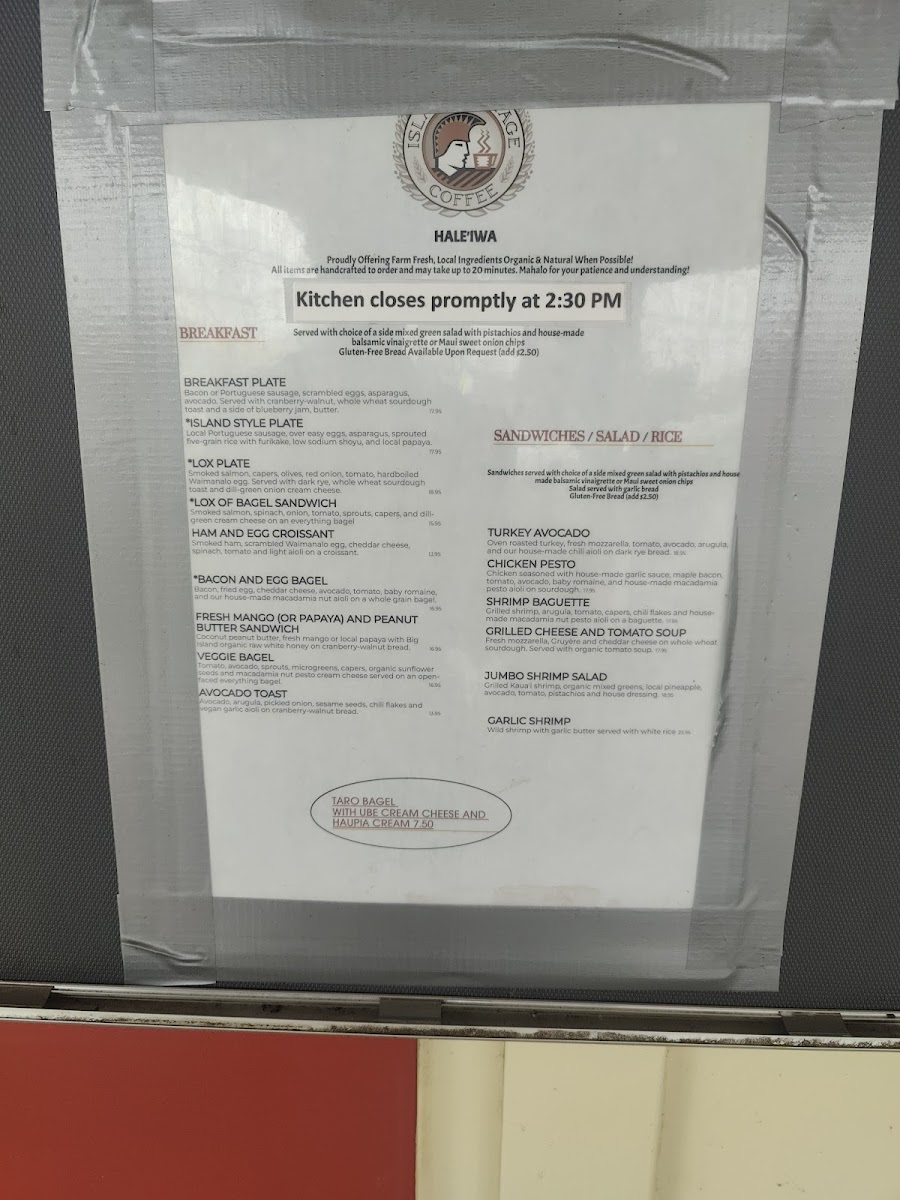 COFFEE
HALE'IWA
Proudly Offering Farm Fresh, Local Ingredients Organic & Natural When Possible!
All items are handcrafted to order and may take up to 20 minutes. Mahalo for your patience and understanding!
Kitchen closes promptly at 2:30 PM
BREAKFAST
Served with choice of a side mixed green salad with pistachios and house-made
balsamic vinaigrette or Maui sweet onion chips
Gluten-Free Bread Available Upon Request (add $2.50)
BREAKFAST PLATE
Bacon or Portuguese sausage, scrambled eggs, asparagus,
avocado. Served with cranberry-walnut, whole wheat sourdough
toast and a side of blueberry jam, butter. 17.95
*ISLAND STYLE PLATE
Local Portuguese sausage, over easy eggs, asparagus, sprouted
five-grain rice with furikake, low sodium shoyu, and local papaya.
17.95
*LOX PLATE
Smoked salmon, capers, olives, red onion, tomato, hardboiled
Waimanalo egg. Served with dark rye, whole wheat sourdough
toast and dill-green onion cream cheese.
*LOX OF BAGEL SANDWICH
Smoked salmon, spinach, onion, tomato, sprouts, capers, and dill-
green cream cheese on an everything bagel
HAM AND EGG CROISSANT
Smoked ham, scrambled Waimanalo egg, cheddar cheese,
spinach, tomato and light aioli on a croissant.
*BACON AND EGG BAGEL
Bacon, fried egg, cheddar cheese, avocado, tomato, baby romaine,
and our house-made macadamia nut aioli on a whole grain bagel.
FRESH MANGO (OR PAPAYA) AND PEANUT
BUTTER SANDWICH
Coconut peanut butter, fresh mango or local papaya with Big
Island organic raw white honey on cranberry-walnut bread.
VEGGIE BAGEL
Tomato, avocado, sprouts, microgreens, capers, organic sunflower
seeds and macadamia nut pesto cream cheese served on an open-
faced everything bagel.
AVOCADO TOAST
Avocado, arugula, pickled onion, sesame seeds, chili flakes and
vegan garlic aioli on cranberry-walnut bread.
SANDWICHES / SALAD / RICE
Sandwiches served with choice of a side mixed green salad with pistachios and house
made balsamic vinaigrette or Maui sweet onion chips
Salad served with garlic bread
Gluten-Free Bread (add $2.50)
TURKEY AVOCADO
Oven roasted turkey, fresh mozzarella, tomato, avocado, arugula,
and our house-made chili aioli on dark rye bread.
CHICKEN PESTO
Chicken seasoned with house-made garlic sauce, maple bacon,
tomato, avocado, baby romaine, and house-made macadamia
pesto aioli on sourdough.
SHRIMP BAGUETTE
Grilled shrimp, arugula, tomato, capers, chili flakes and house-
made macadamia nut pesto aioli on a baguette.
GRILLED CHEESE AND TOMATO SOUP
Fresh mozzarella, Gruyère and cheddar cheese on whole wheat
sourdough. Served with organic tomato soup.
JUMBO SHRIMP SALAD
Grilled Kaua'i shrimp, organic mixed greens, local pineapple,
avocado, tomato, pistachios and house dressing.
GARLIC SHRIMP
Wild shrimp with garlic butter served with white rice
TARO BAGEL
WITH UBE CREAM CHEESE AND
HAUPIA CREAM 7.50